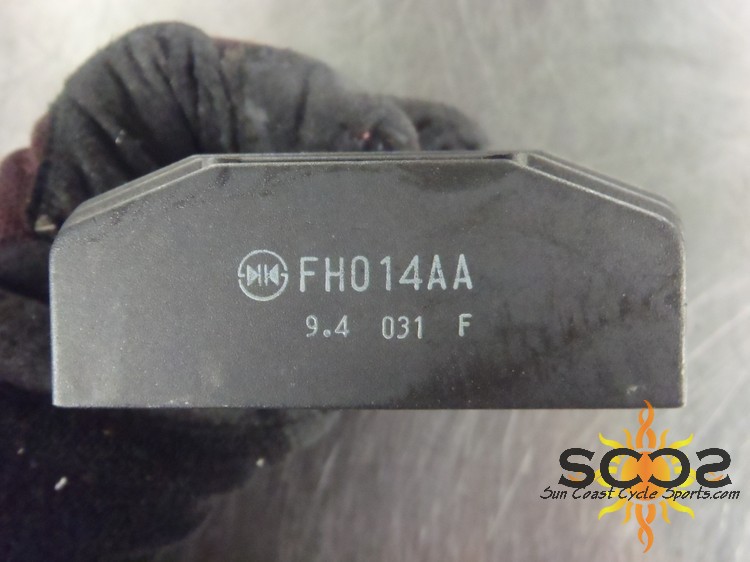 FH014AA
9.4 031 F
SCCS
Sun Coast Cycle Sports.com